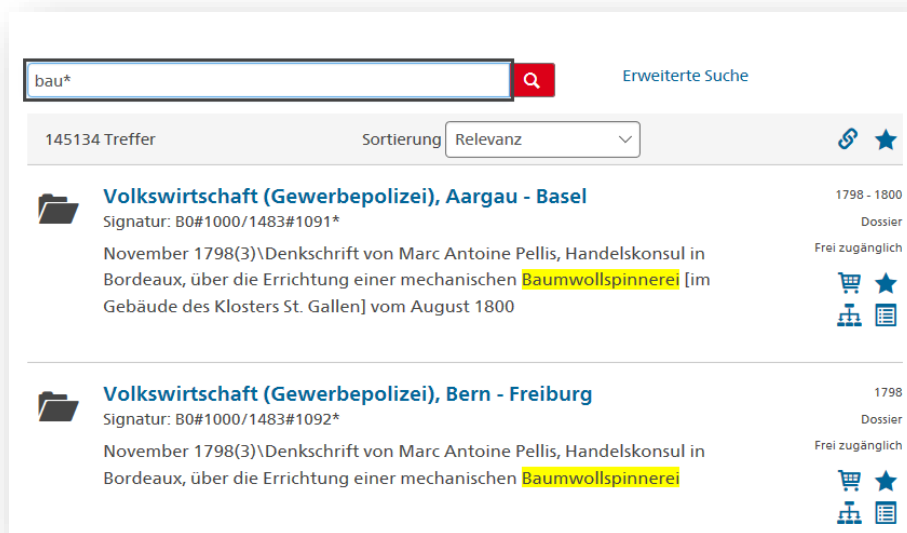 bau*
Erweiterte Suche
145134 Treffer
Sortierung
Relevanz
Volkswirtschaft (Gewerbepolizei), Aargau - Basel
Signatur: B0#1000/1483#1091*
November 1798(3)\Denkschrift von Marc Antoine Pellis, Handelskonsul in
Bordeaux, über die Errichtung einer mechanischen Baumwollspinnerei [im
Gebäude des Klosters St. Gallen] vom August 1800
1798 - 1800
Dossier
Frei zugänglich
Volkswirtschaft (Gewerbepolizei), Bern - Freiburg
Signatur: B0#1000/1483#1092*
November 1798(3)\Denkschrift von Marc Antoine Pellis, Handelskonsul in
Bordeaux, über die Errichtung einer mechanischen Baumwollspinnerei
1798
Dossier
Frei zugänglich